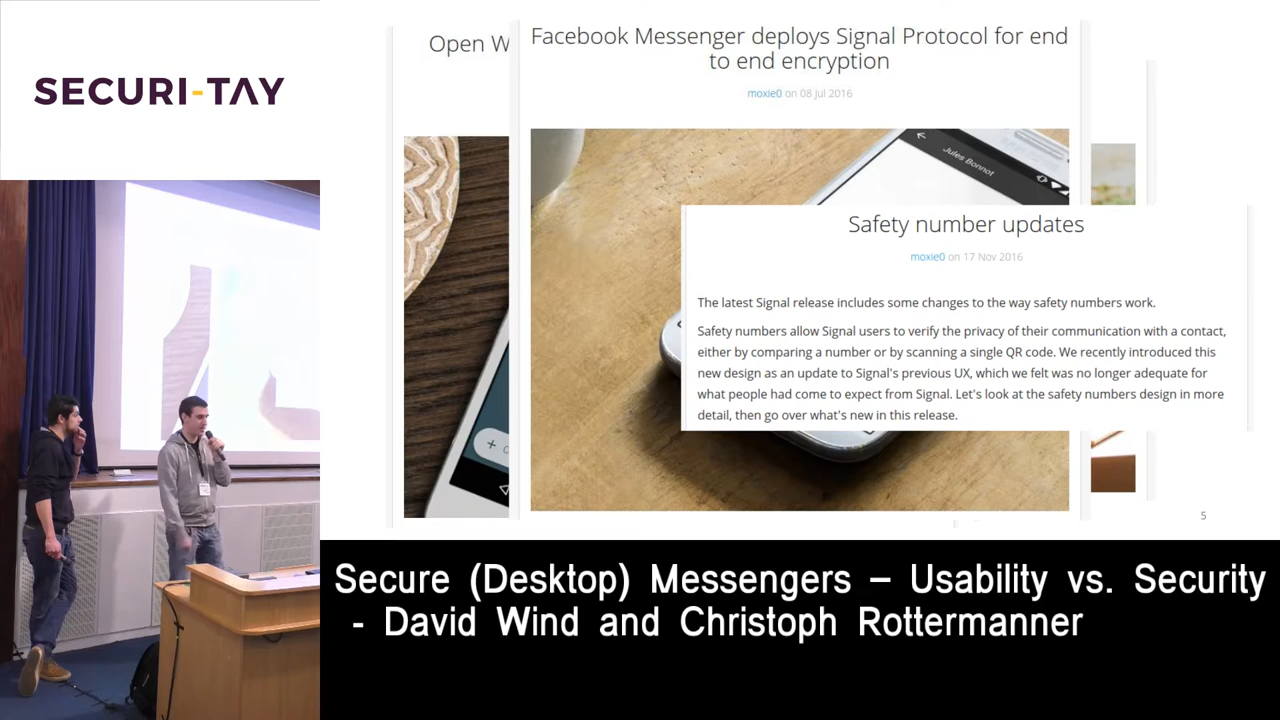 SECURI-TAY
Open W
Facebook Messenger deploys Signal Protocol for end
to end encryption
moxie0 on 08 Jul 2016
Jules Bonnot
Safety number updates
moxie0 on 17 Nov 2016
The latest Signal release includes some changes to the way safety numbers work.
Safety numbers allow Signal users to verify the privacy of their communication with a contact,
either by comparing a number or by scanning a single QR code. We recently introduced this
new design as an update to Signal's previous UX, which we felt was no longer adequate for
what people had come to expect from Signal. Let's look at the safety numbers design in more
detail, then go over what's new in this release.
5
Secure (Desktop) Messengers – Usability vs. Security
- David Wind and Christoph Rottermanner